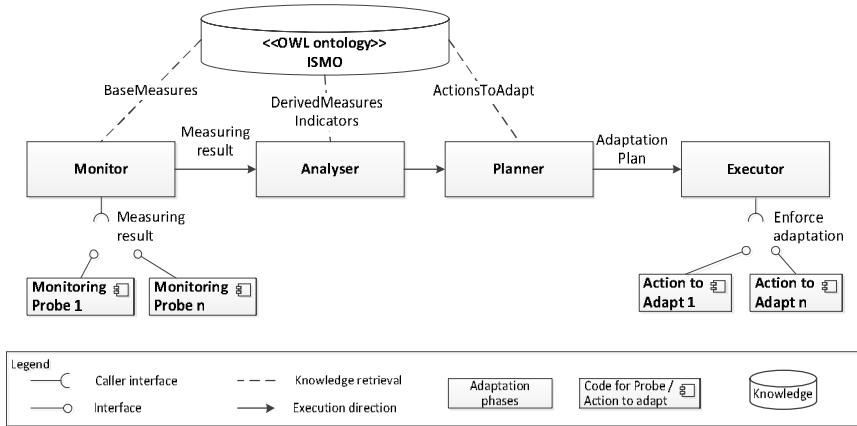 <<OWL ontology>>
ISMO
BaseMeasures
DerivedMeasures
Indicators
ActionsToAdapt
Measuring
result
Adaptation
Plan
Monitor
Analyser
Planner
Executor
Measuring
result
Enforce
adaptation
Monitoring
Probe 1
Monitoring
Probe n
Action to
Adapt 1
Action to
Adapt n
Legend
Caller interface
Knowledge retrieval
Interface
Execution direction
Adaptation
phases
Code for Probe /
Action to adapt
Knowledge